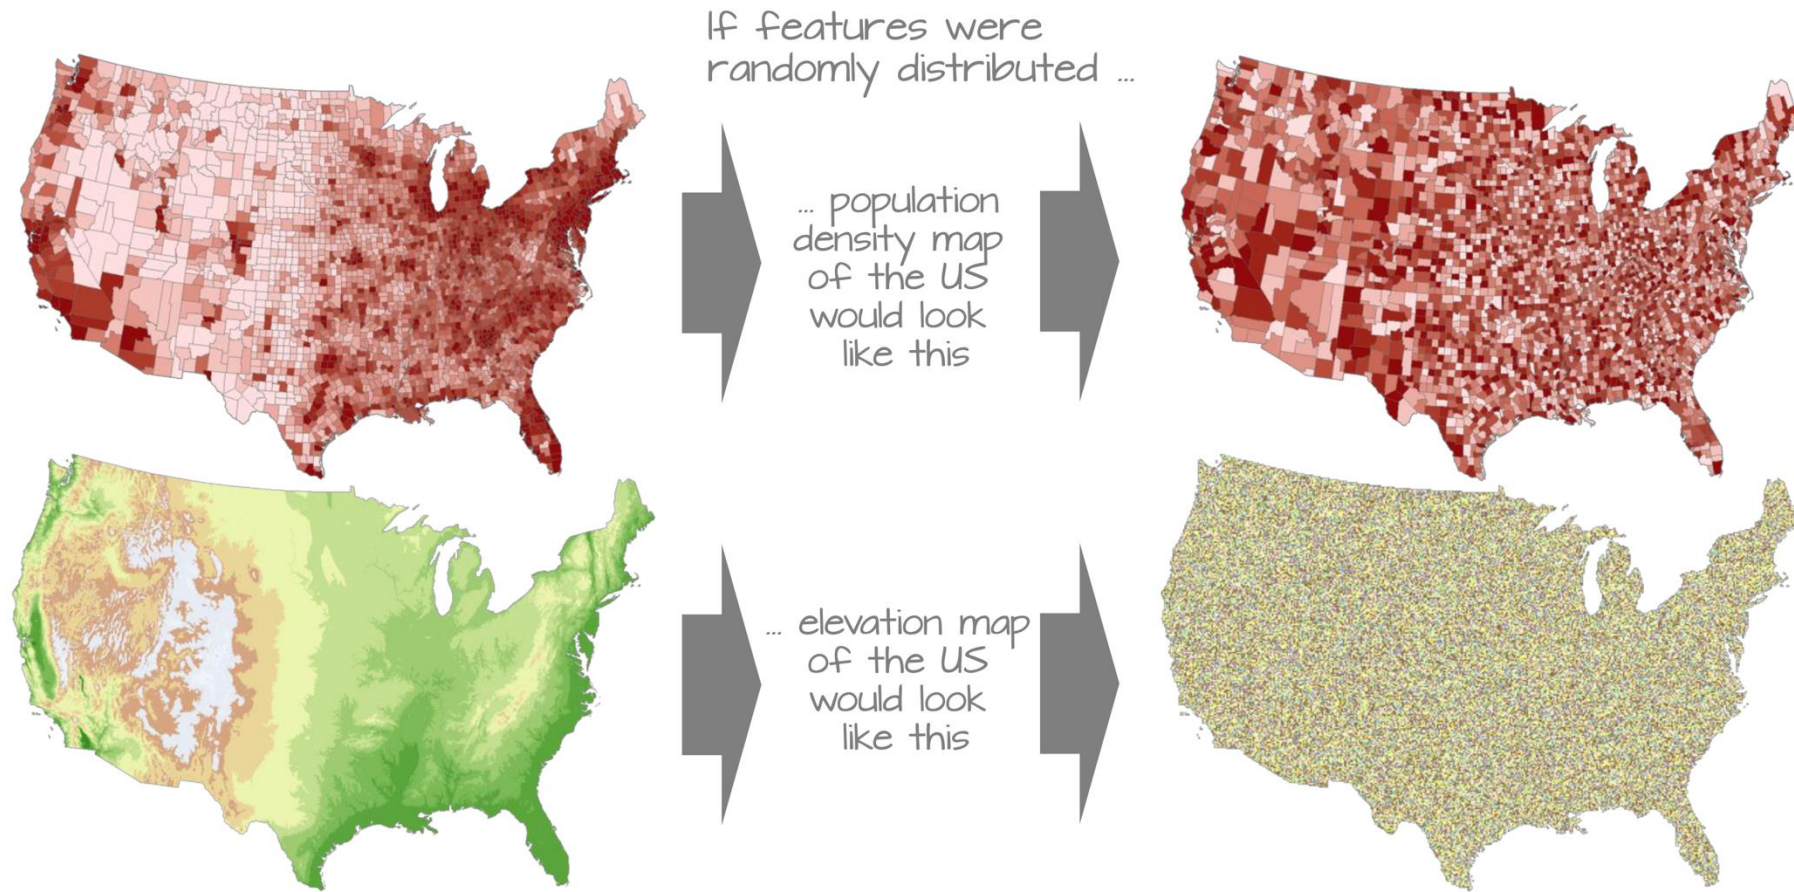 If features were
randomly distributed ...
... population
density map
of the US
would look
like this
... elevation map
of the US
would look
like this